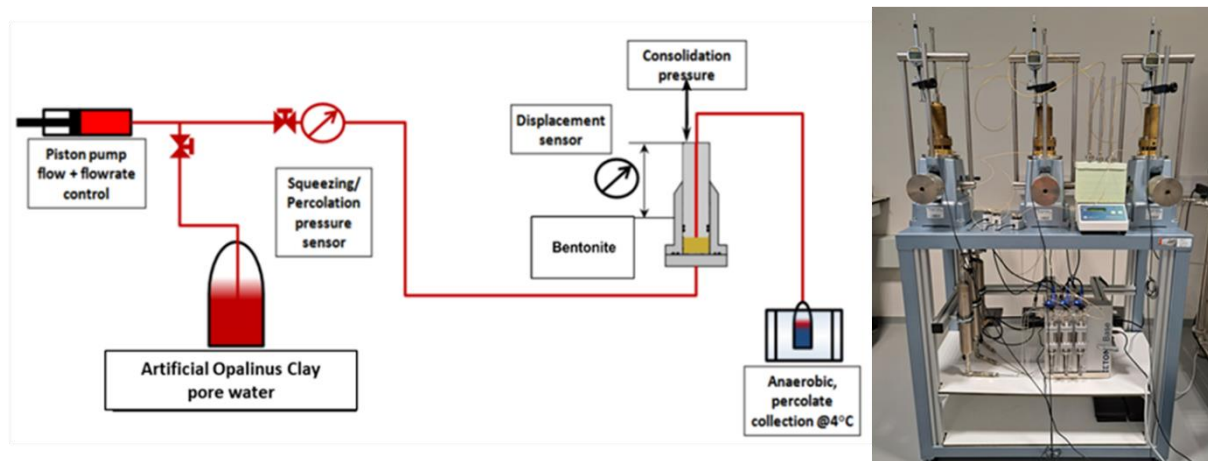 Piston pump
flow + flowrate
control
Squeezing/
Percolation
pressure
sensor
Artificial Opalinus Clay
pore water
Consolidation
pressure
Displacement
sensor
Bentonite
Anaerobic,
percolate
collection @4°C